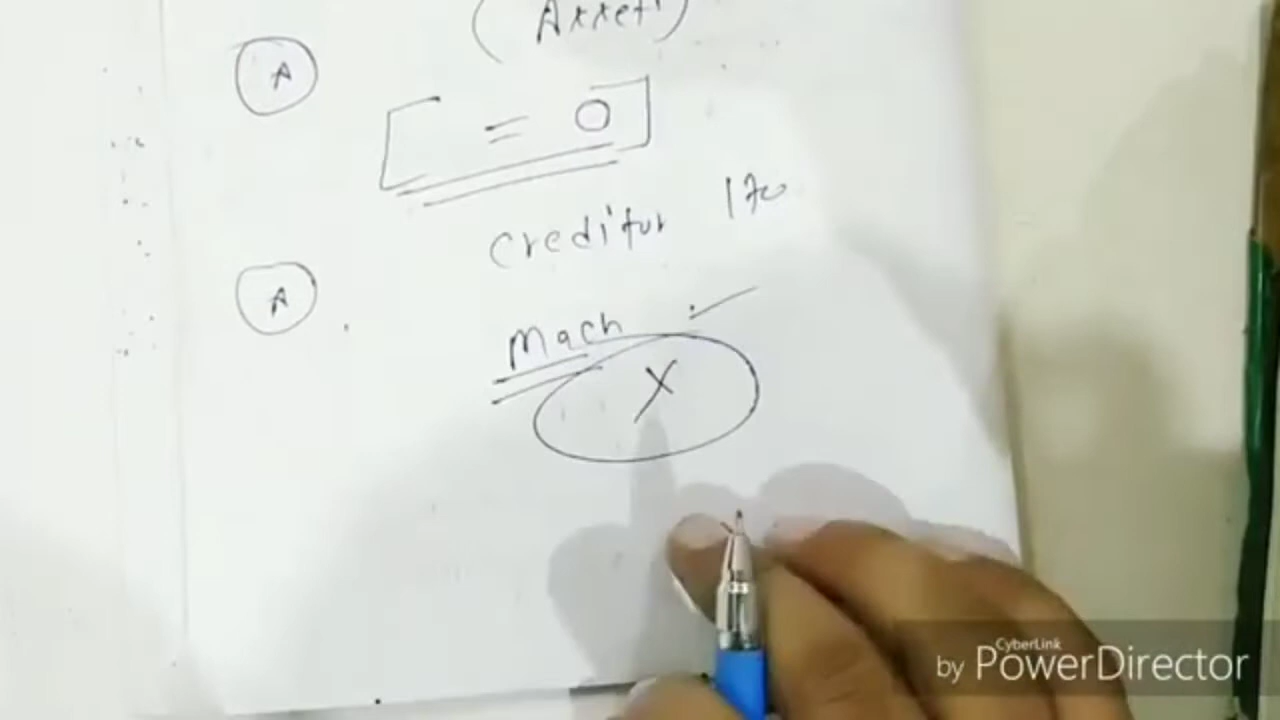 (Asset)
A
= 0
Creditor 170
A
Mach
X
CyberLink
by PowerDirector